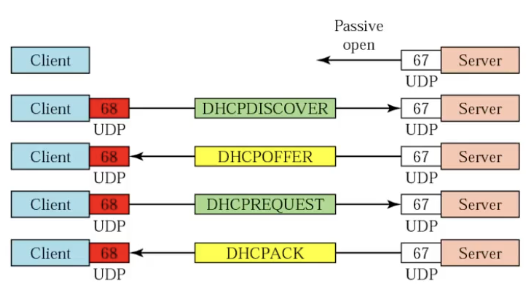 Passive
open
Client 67 Server
UDP
Client 68 DHCPDISCOVER 67 Server
UDP UDP
Client 68 DHCPOFFER 67 Server
UDP UDP
Client 68 DHCPREQUEST 67 Server
UDP UDP
Client 68 DHCPACK 67 Server
UDP UDP